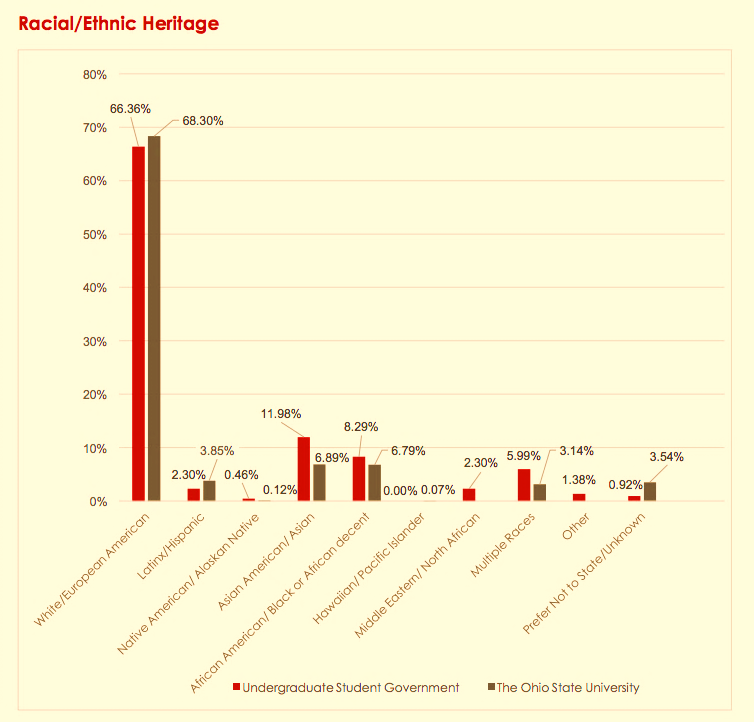 Racial/Ethnic Heritage
80%
70%
60%
50%
40%
30%
20%
10%
0%
66.36%
68.30%
2.30%
3.85%
0.46%
0.12%
11.98%
6.89%
8.29%
6.79%
0.00%
0.07%
2.30%
5.99%
3.14%
1.38%
0.92%
3.54%
White/European American
Latinx/Hispanic
Native American/ Alaskan Native
Asian American/ Asian
African American/ Black or African decent
Hawaiian/ Pacific Islander
Middle Eastern/ North African
Multiple Races
Other
Prefer Not to State/Unknown
Undergraduate Student Government
The Ohio State University